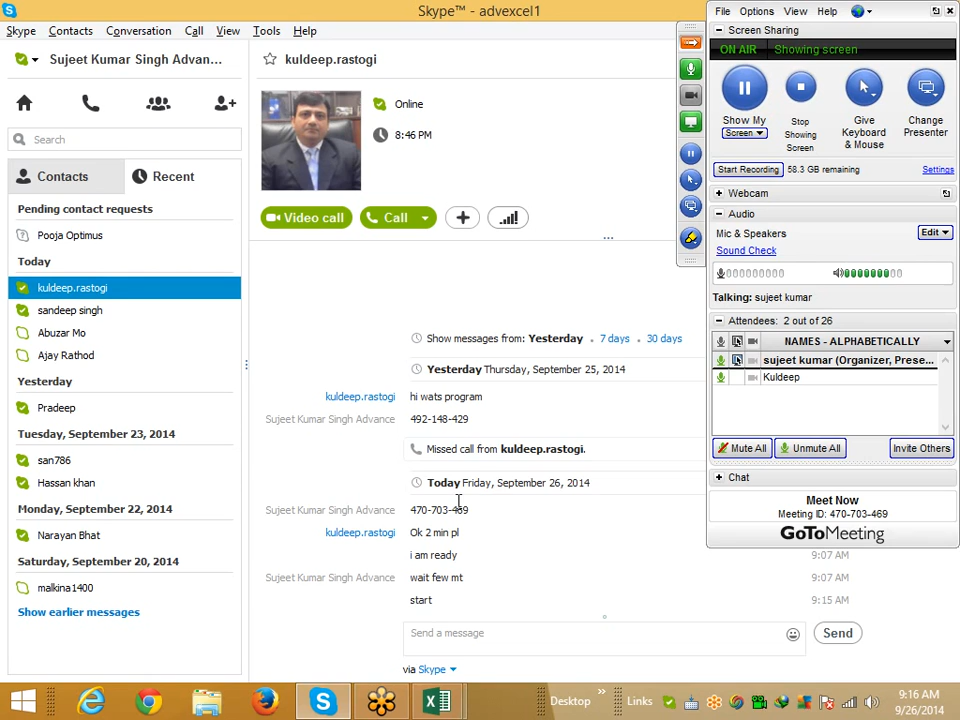 Skype™ - advexcel1
Skype Contacts Conversation Call View Tools Help
Sujeet Kumar Singh Advan...
Search
Contacts
Recent
Pending contact requests
Pooja Optimus
Today
kuldeep.rastogi
sandeep singh
Abuzar Mo
Ajay Rathod
Yesterday
Pradeep
Tuesday, September 23, 2014
san786
Hassan khan
Monday, September 22, 2014
Narayan Bhat
Saturday, September 20, 2014
malkina1400
Show earlier messages
kuldeep.rastogi
Online
8:46 PM
Video call
Call
Show messages from: Yesterday . 7 days . 30 days
Yesterday Thursday, September 25, 2014
kuldeep.rastogi hi wats program
Sujeet Kumar Singh Advance 492-148-429
Missed call from kuldeep.rastogi.
Today Friday, September 26, 2014
Sujeet Kumar Singh Advance 470-703-469
kuldeep.rastogi Ok 2 min pl
i am ready 9:07 AM
Sujeet Kumar Singh Advance wait few mt 9:07 AM
start 9:15 AM
Send a message
Send
via Skype
File Options View Help
Screen Sharing
ON AIR Showing screen
Show My
Screen
Stop
Showing
Screen
Give
Keyboard
& Mouse
Change
Presenter
Start Recording 58.3 GB remaining Settings
Webcam
Audio
Mic & Speakers Edit
Sound Check
Talking: sujeet kumar
Attendees: 2 out of 26
NAMES - ALPHABETICALLY
sujeet kumar (Organizer, Prese...
Kuldeep
Mute All Unmute All Invite Others
Chat
Meet Now
Meeting ID: 470-703-469
GoToMeeting
Desktop » Links
9:16 AM
9/26/2014